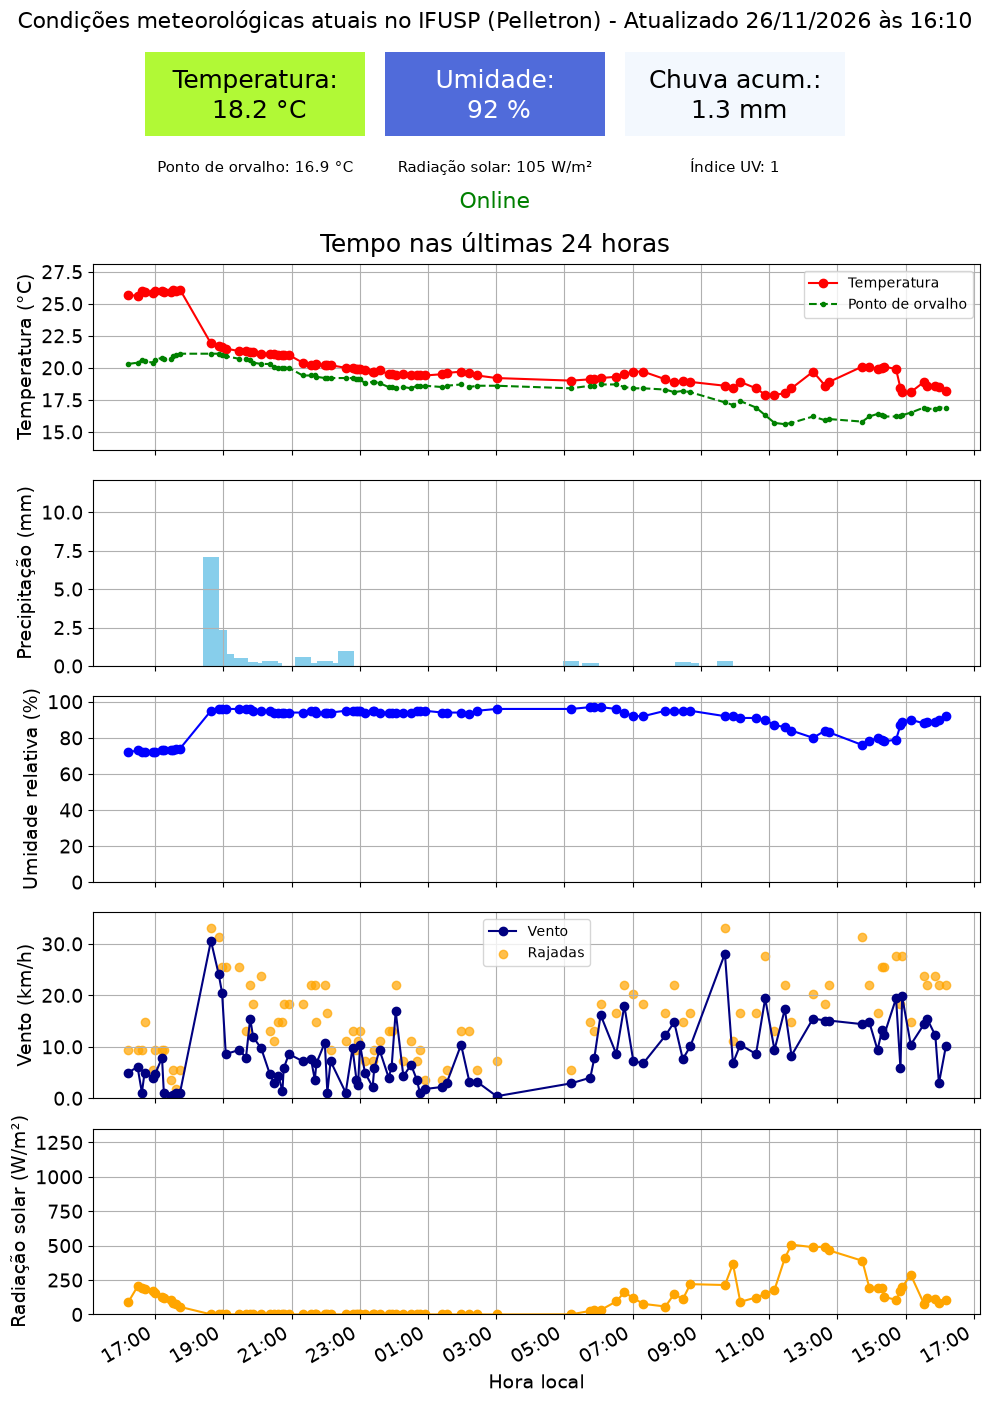 Condições meteorológicas atuais no IFUSP (Pelletron) - Atualizado 26/11/2026 às 16:10
Temperatura:
18.2 °C
Umidade:
92 %
Chuva acum.:
1.3 mm
Ponto de orvalho: 16.9 °C
Radiação solar: 105 W/m²
Índice UV: 1
Online
Tempo nas últimas 24 horas
Temperatura (°C)
27.5
25.0
22.5
20.0
17.5
15.0
Temperatura
Ponto de orvalho
Precipitação (mm)
10.0
7.5
5.0
2.5
0.0
Umidade relativa (%)
100
80
60
40
20
0
Vento (km/h)
30.0
20.0
10.0
0.0
Vento
Rajadas
Radiação solar (W/m²)
1250
1000
750
500
250
0
17:00
19:00
21:00
23:00
01:00
03:00
05:00
07:00
09:00
11:00
13:00
15:00
17:00
Hora local